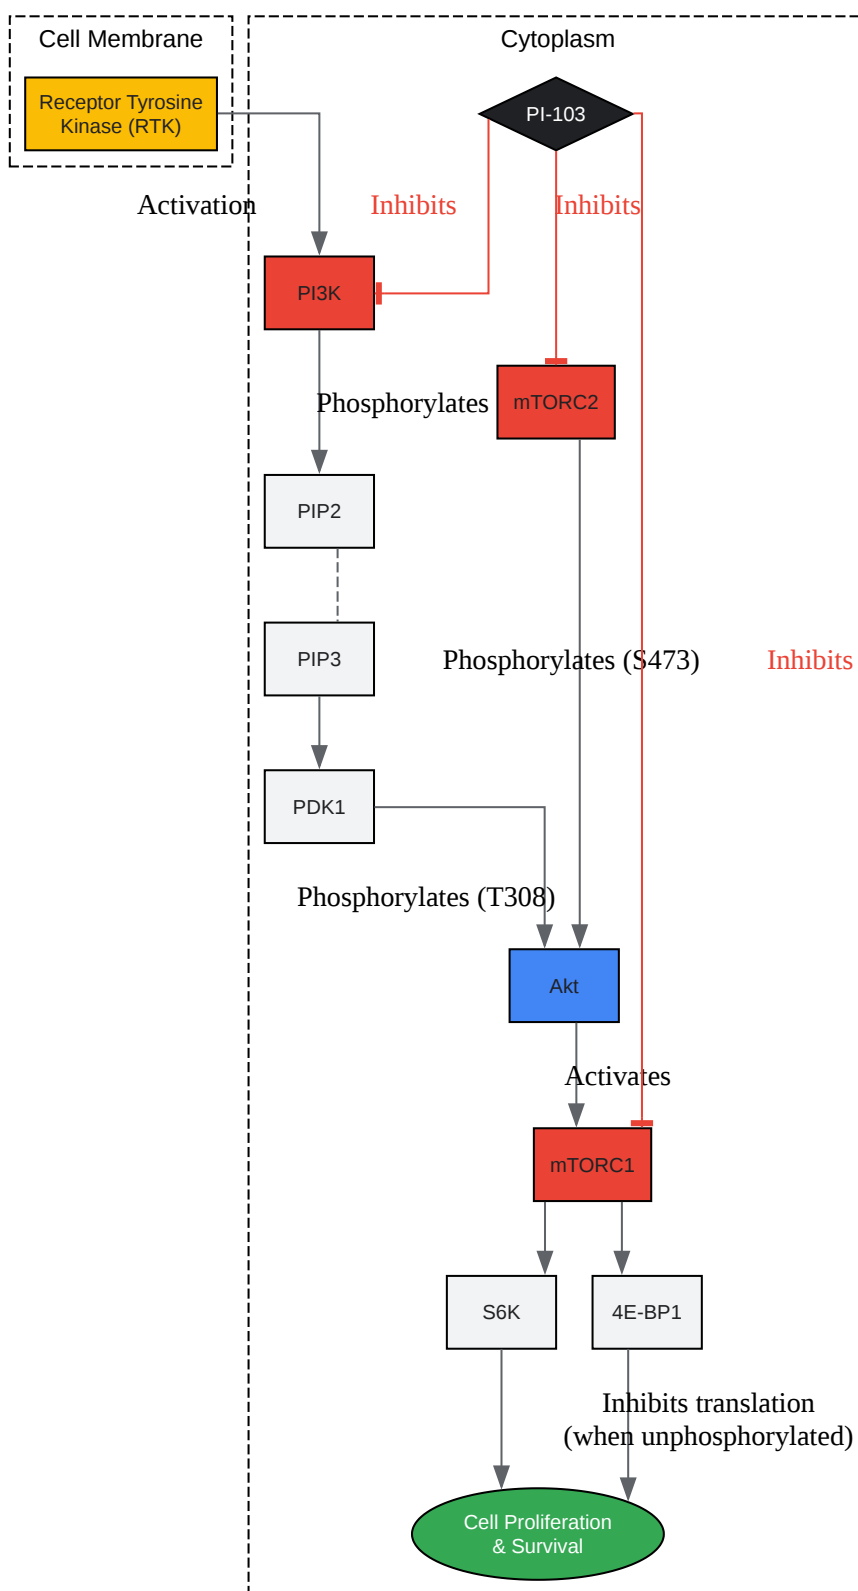 Cell Membrane
Cytoplasm
Receptor Tyrosine
Kinase (RTK)
PI-103
Activation
Inhibits
Inhibits
PI3K
Phosphorylates
mTORC2
PIP2
PIP3
Phosphorylates (S473)
Inhibits
PDK1
Phosphorylates (T308)
Akt
Activates
mTORC1
S6K
4E-BP1
Inhibits translation
(when unphosphorylated)
Cell Proliferation
& Survival